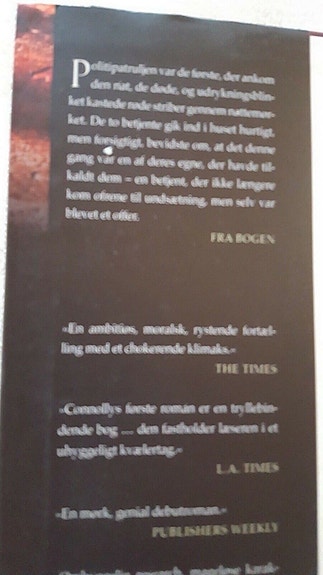 Politipatruljen var de første, der ankom
den nat, de døde, og udrykningsblin-
ket kastede røde striber gennem nattemør-
ket. De to betjente gik ind i huset hurtigt,
men forsigtigt, bevidste om, at det denne
gang var en af deres egne, der havde til-
kaldt dem – en betjent, der ikke længere
kom ofrene til undsætning, men selv var
blevet et offer.
FRA BOGEN
»En ambitiøs, moralsk, rystende fortæl-
ling med et chokerende klimaks.«
THE TIMES
»Connollys første roman er en tryllebin-
dende bog .... den fastholder læseren i et
uhyggeligt kvælertag.«
L.A. TIMES
»En mørk, genial debutroman.«
PUBLISHERS WEEKLY